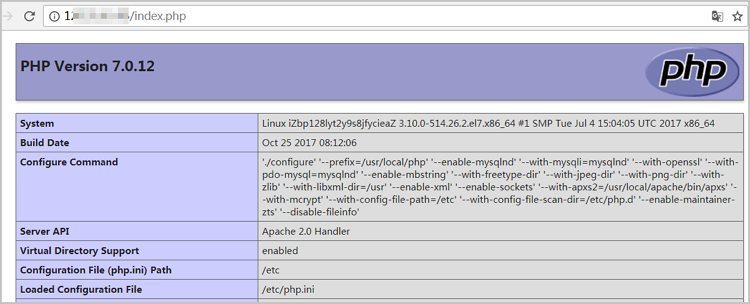 12 /index.php
PHP Version 7.0.12
php
System Linux iZbp128lyt2y9s8jfycieaZ 3.10.0-514.26.2.el7.x86_64 #1 SMP Tue Jul 4 15:04:05 UTC 2017 x86_64
Build Date Oct 25 2017 08:12:06
Configure Command './configure' '--prefix=/usr/local/php' '--enable-mysqlnd' '--with-mysqli=mysqlnd' '--with-openssl' '--with-
pdo-mysql=mysqlnd' '--enable-mbstring' '--with-freetype-dir' '--with-jpeg-dir' '--with-png-dir' '--with-
zlib' '--with-libxml-dir=/usr' '--enable-xml' '--enable-sockets' '--with-apxs2=/usr/local/apache/bin/apxs' '-
-with-mcrypt' '--with-config-file-path=/etc' '--with-config-file-scan-dir=/etc/php.d' '--enable-maintainer-
zts' '--disable-fileinfo'
Server API Apache 2.0 Handler
Virtual Directory Support enabled
Configuration File (php.ini) Path /etc
Loaded Configuration File /etc/php.ini